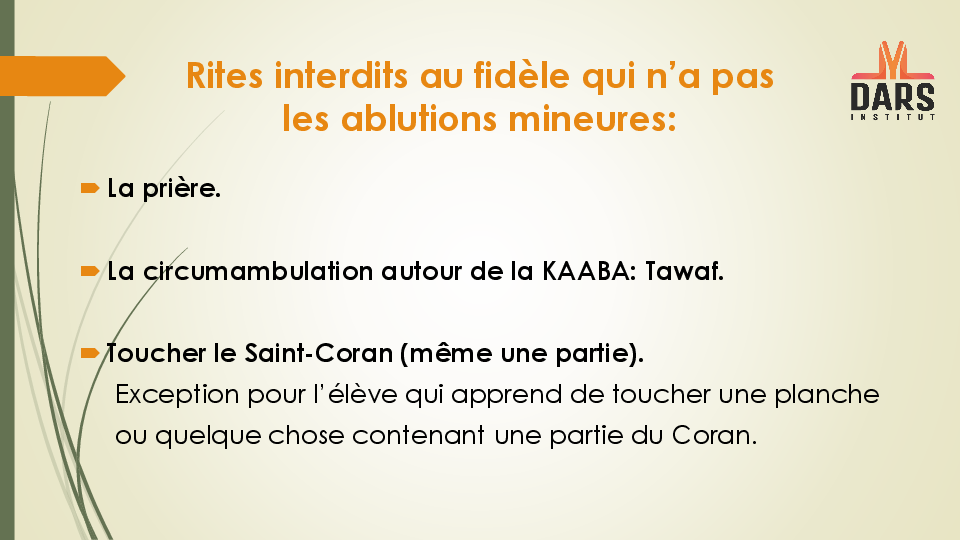 Rites interdits au fidèle qui n’a pas
les ablutions mineures:
DARS
INSTITUT
La prière.
La circumambulation autour de la KAABA: Tawaf.
Toucher le Saint-Coran (même une partie).
Exception pour l’élève qui apprend de toucher une planche
ou quelque chose contenant une partie du Coran.